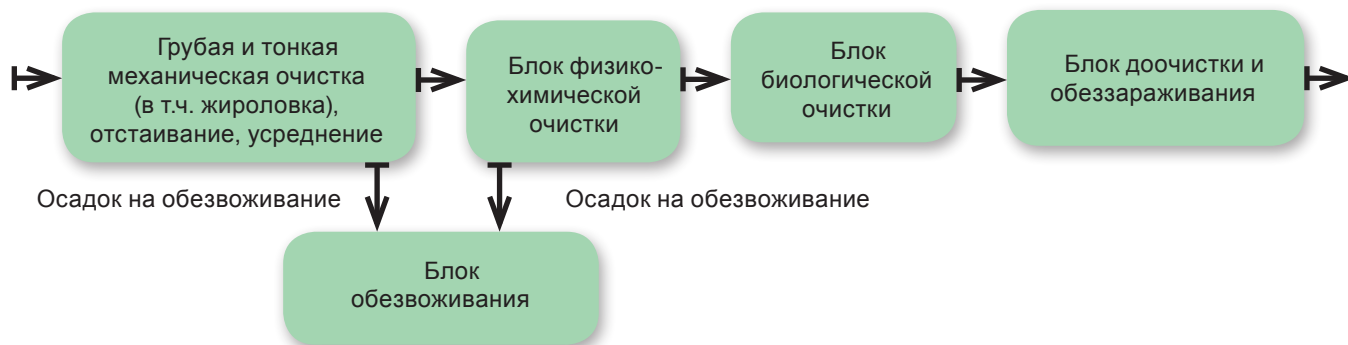 Грубая и тонкая
механическая очистка
(в т.ч. жироловка),
отстаивание, усреднение
Блок физико-
химической
очистки
Блок
биологической
очистки
Блок доочистки и
обеззараживания
Осадок на обезвоживание
Осадок на обезвоживание
Блок
обезвоживания